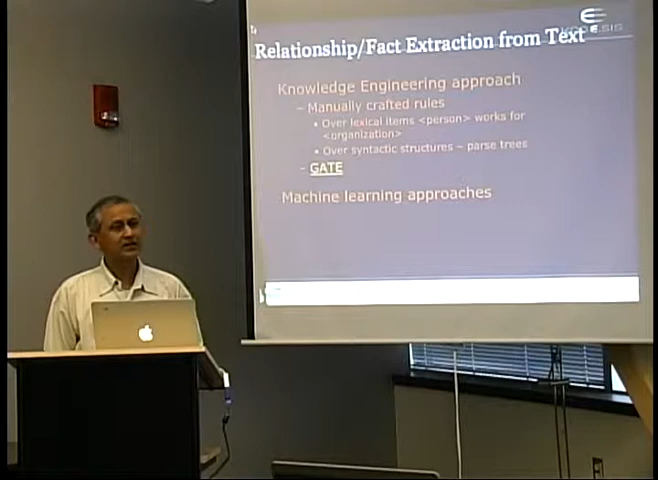 Relationship/Fact Extraction from Text
Knowledge Engineering approach
– Manually crafted rules
• Over lexical items <person> works for
<organization>
• Over syntactic structures – parse trees
– GATE
Machine learning approaches